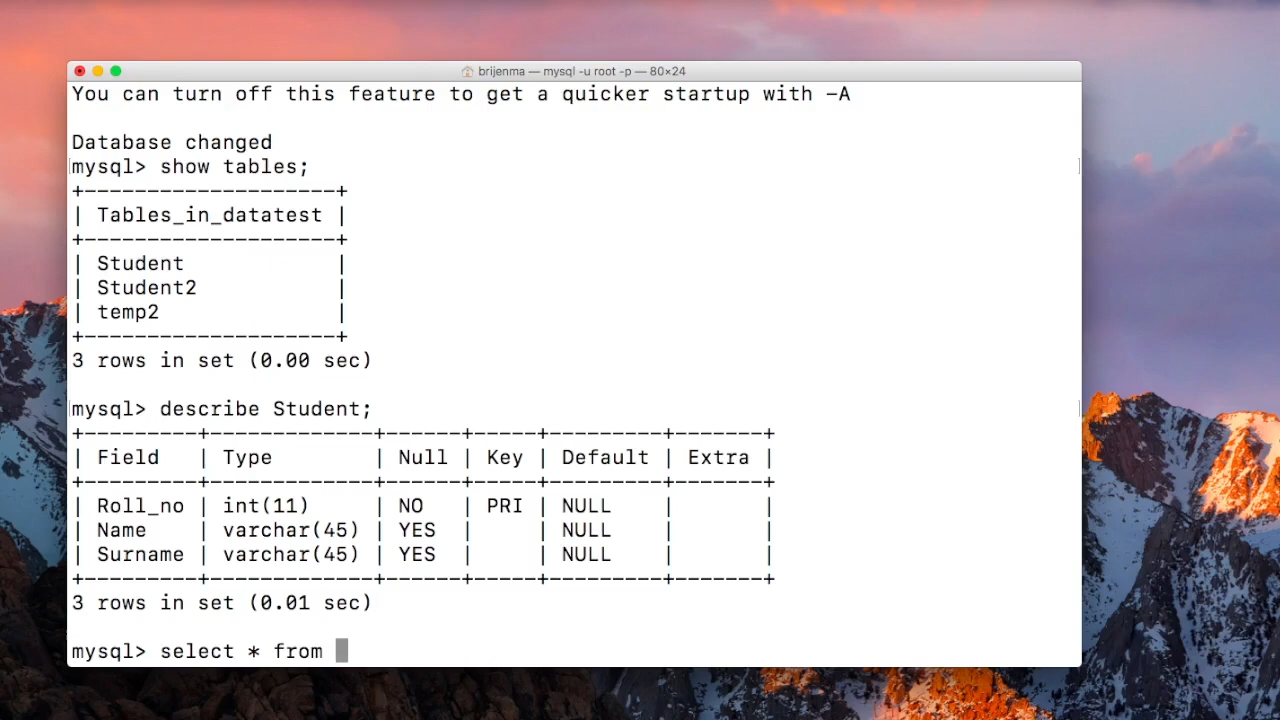 brijenma — mysql -u root -p — 80×24
You can turn off this feature to get a quicker startup with -A
Database changed
mysql> show tables;
+--------------------+
| Tables_in_datatest |
+--------------------+
| Student            |
| Student2           |
| temp2              |
+--------------------+
3 rows in set (0.00 sec)
mysql> describe Student;
+---------+-------------+------+-----+---------+-------+
| Field   | Type        | Null | Key | Default | Extra |
+---------+-------------+------+-----+---------+-------+
| Roll_no | int(11)     | NO   | PRI | NULL    |       |
| Name    | varchar(45) | YES  |     | NULL    |       |
| Surname | varchar(45) | YES  |     | NULL    |       |
+---------+-------------+------+-----+---------+-------+
3 rows in set (0.01 sec)
mysql> select * from